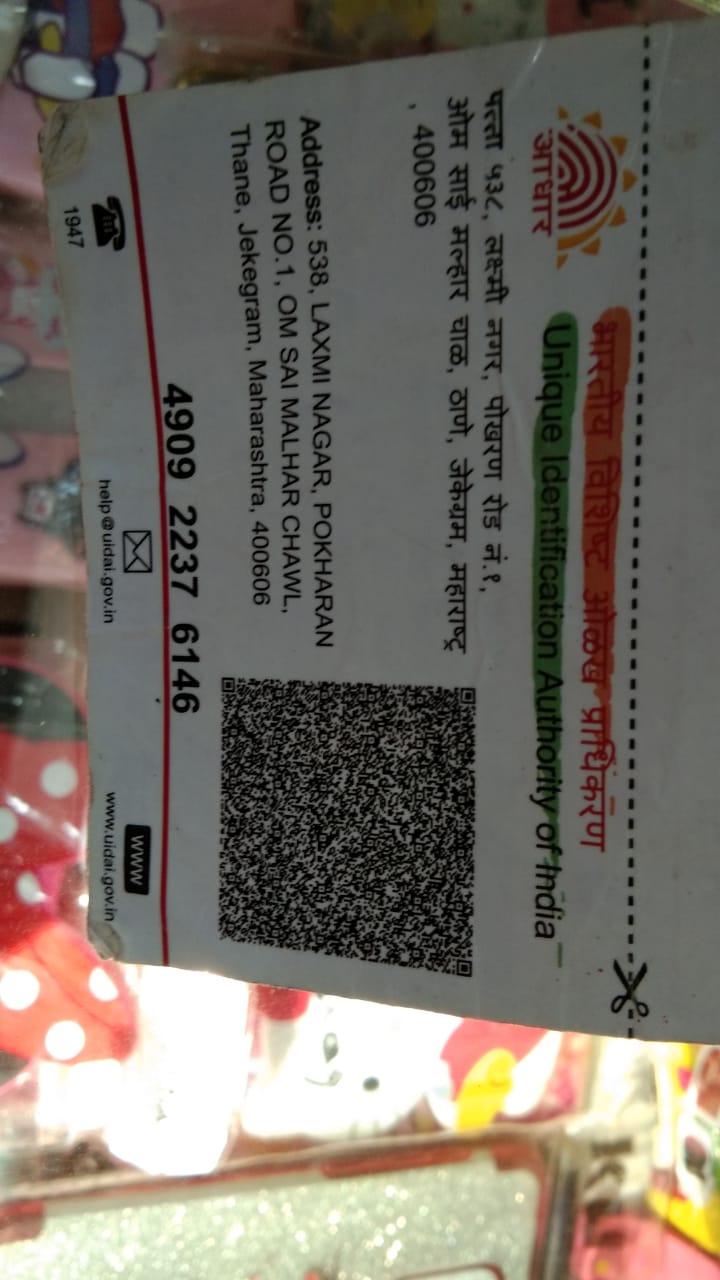 आधार
भारतीय विशिष्ट ओळख प्राधिकरण
Unique Identification Authority of India
पत्ता ५३८, लक्ष्मी नगर, पोखरण रोड नं.१,
ओम साई मल्हार चाळ, ठाणे, जेकेग्रम, महाराष्ट्र
, 400606
Address: 538, LAXMI NAGAR, POKHARAN
ROAD NO.1, OM SAI MALHAR CHAWL,
Thane, Jekegram, Maharashtra, 400606
4909 2237 6146
1947
help@uidai.gov.in
www
www.uidai.gov.in